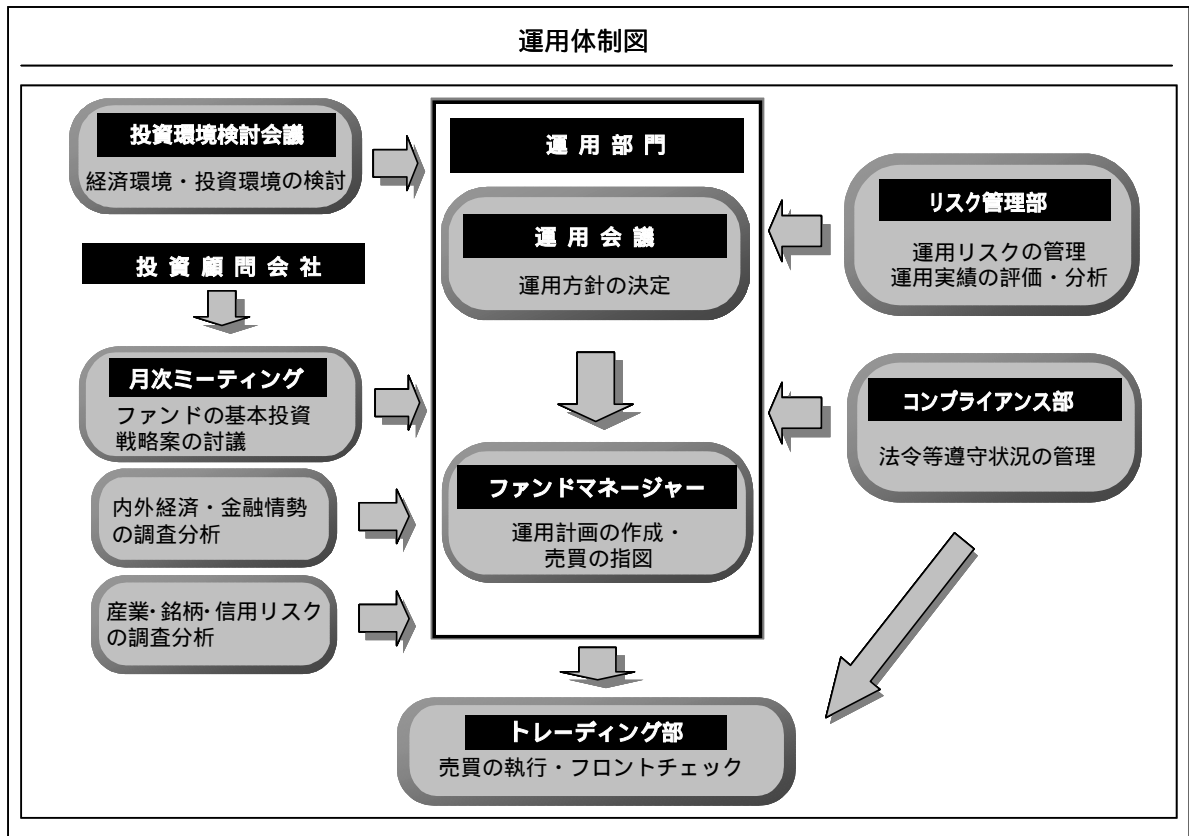 運用体制図
投資環境検討会議
経済環境・投資環境の検討
投資顧問会社
月次ミーティング
ファンドの基本投資
戦略案の討議
内外経済・金融情勢
の調査分析
産業・銘柄・信用リスク
の調査分析
運用部門
運用会議
運用方針の決定
ファンドマネージャー
運用計画の作成・
売買の指図
リスク管理部
運用リスクの管理
運用実績の評価・分析
コンプライアンス部
法令等遵守状況の管理
トレーディング部
売買の執行・フロントチェック